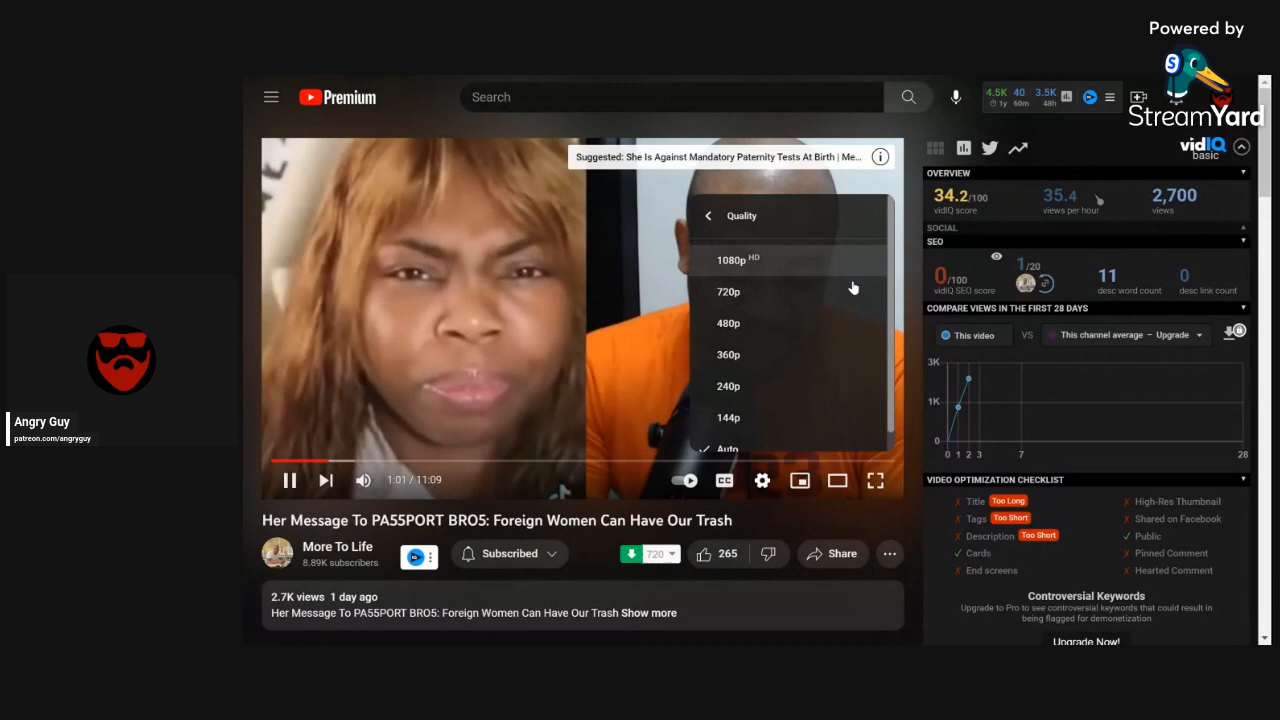 Powered by
StreamYard
Premium
Search
4.5K 40 3.5K
1y 60m 48h
Suggested: She Is Against Mandatory Paternity Tests At Birth | Me...
Quality
1080p HD
720p
480p
360p
240p
144p
Auto
1:01 / 11:09
CC
Her Message To PA55PORT BRO5: Foreign Women Can Have Our Trash
More To Life
8.89K subscribers
Subscribed
720
265
Share
2.7K views 1 day ago
Her Message To PA55PORT BRO5: Foreign Women Can Have Our Trash Show more
Angry Guy
patreon.com/angryguy
vidIQ
basic
OVERVIEW
34.2/100 35.4 2,700
vidIQ score views per hour views
SOCIAL
SEO
0/100 1/20 11 0
vidIQ SEO score desc word count desc link count
COMPARE VIEWS IN THE FIRST 28 DAYS
This video VS This channel average – Upgrade
3K
1K
0
0 1 2 3 7 28
VIDEO OPTIMIZATION CHECKLIST
✗ Title Too Long ✗ High-Res Thumbnail
✗ Tags Too Short ✗ Shared on Facebook
✗ Description Too Short ✓ Public
✓ Cards ✗ Pinned Comment
✗ End screens ✗ Hearted Comment
Controversial Keywords
Upgrade to Pro to see controversial keywords that could result in
being flagged for demonetization
Upgrade Now!